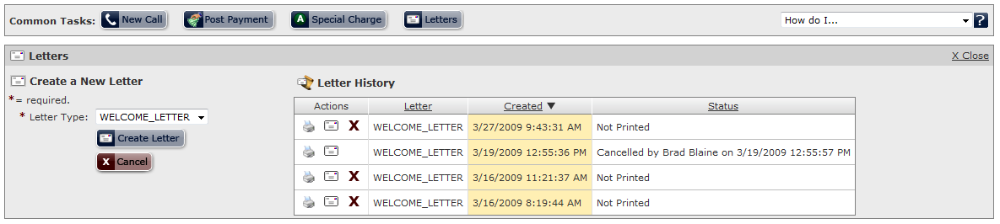 Common Tasks: New Call Post Payment A Special Charge Letters How do I... ?
Letters X Close
Create a New Letter
*= required.
* Letter Type: WELCOME_LETTER
Create Letter
X Cancel
Letter History
Actions Letter Created ▼ Status
X WELCOME_LETTER 3/27/2009 9:43:31 AM Not Printed
WELCOME_LETTER 3/19/2009 12:55:36 PM Cancelled by Brad Blaine on 3/19/2009 12:55:57 PM
X WELCOME_LETTER 3/16/2009 11:21:37 AM Not Printed
X WELCOME_LETTER 3/16/2009 8:19:44 AM Not Printed